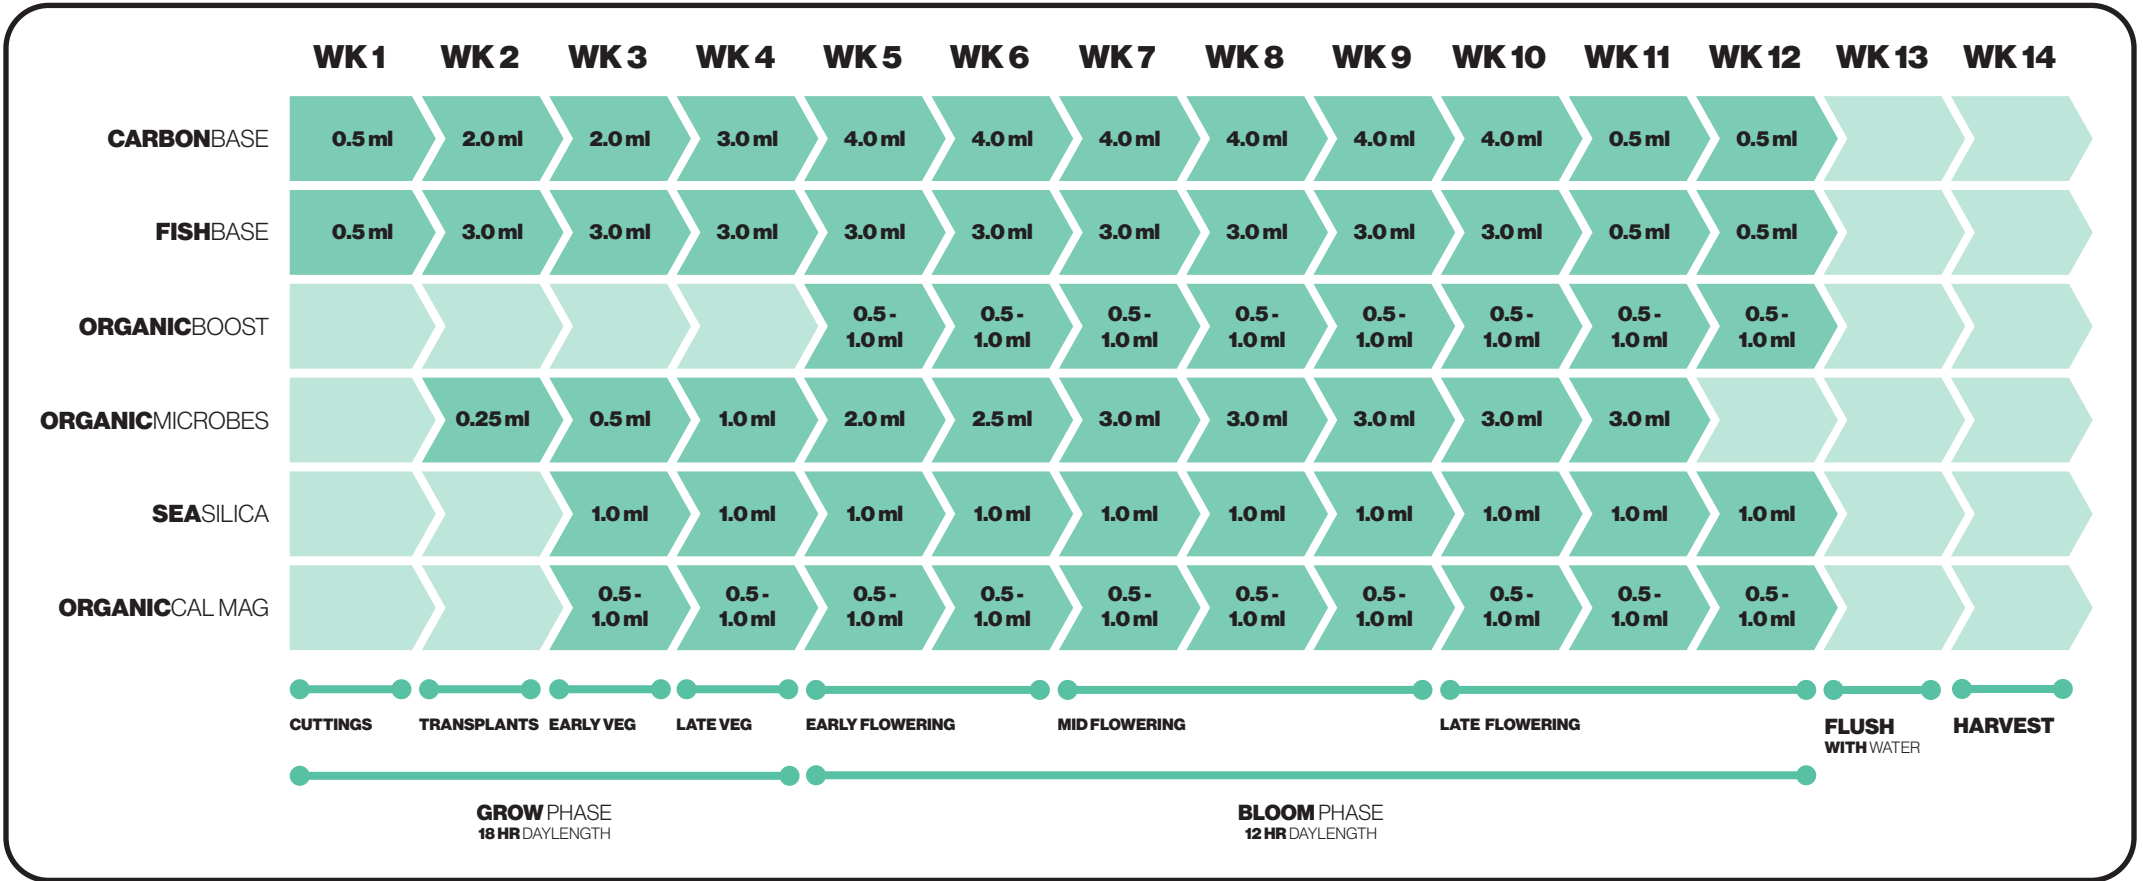 WK 1 WK 2 WK 3 WK 4 WK 5 WK 6 WK 7 WK 8 WK 9 WK 10 WK 11 WK 12 WK 13 WK 14
CARBONBASE 0.5 ml 2.0 ml 2.0 ml 3.0 ml 4.0 ml 4.0 ml 4.0 ml 4.0 ml 4.0 ml 4.0 ml 0.5 ml 0.5 ml
FISHBASE 0.5 ml 3.0 ml 3.0 ml 3.0 ml 3.0 ml 3.0 ml 3.0 ml 3.0 ml 3.0 ml 3.0 ml 0.5 ml 0.5 ml
ORGANICBOOST 0.5 - 1.0 ml 0.5 - 1.0 ml 0.5 - 1.0 ml 0.5 - 1.0 ml 0.5 - 1.0 ml 0.5 - 1.0 ml 0.5 - 1.0 ml 0.5 - 1.0 ml
ORGANICMICROBES 0.25 ml 0.5 ml 1.0 ml 2.0 ml 2.5 ml 3.0 ml 3.0 ml 3.0 ml 3.0 ml 3.0 ml
SEASILICA 1.0 ml 1.0 ml 1.0 ml 1.0 ml 1.0 ml 1.0 ml 1.0 ml 1.0 ml 1.0 ml 1.0 ml
ORGANICCAL MAG 0.5 - 1.0 ml 0.5 - 1.0 ml 0.5 - 1.0 ml 0.5 - 1.0 ml 0.5 - 1.0 ml 0.5 - 1.0 ml 0.5 - 1.0 ml 0.5 - 1.0 ml 0.5 - 1.0 ml 0.5 - 1.0 ml
CUTTINGS TRANSPLANTS EARLY VEG LATE VEG EARLY FLOWERING MID FLOWERING LATE FLOWERING FLUSH HARVEST
WITH WATER
GROW PHASE BLOOM PHASE
18 HR DAYLENGTH 12 HR DAYLENGTH